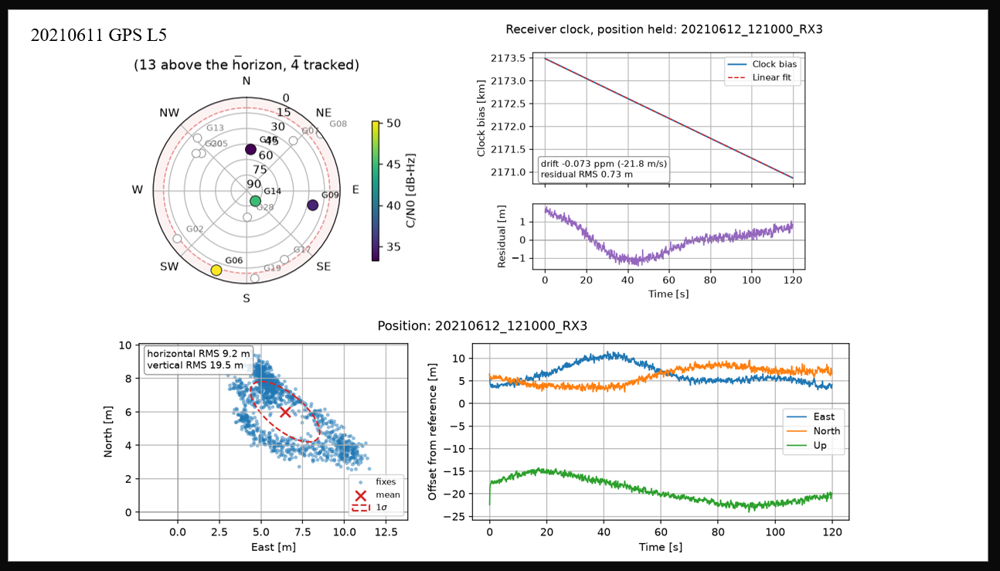 20210611 GPS L5
(13 above the horizon, 4 tracked)
N
NW
NE
W
E
SW
SE
S
0
15
30
45
60
75
90
G13
G05
G07
G08
G14
G28
G09
G02
G06
G17
G19
50
45
40
35
C/N0 [dB-Hz]
Receiver clock, position held: 20210612_121000_RX3
Clock bias [km]
2173.5
2173.0
2172.5
2172.0
2171.5
2171.0
Clock bias
Linear fit
drift -0.073 ppm (-21.8 m/s)
residual RMS 0.73 m
Residual [m]
1
0
−1
0 20 40 60 80 100 120
Time [s]
Position: 20210612_121000_RX3
North [m]
10
8
6
4
2
0
horizontal RMS 9.2 m
vertical RMS 19.5 m
fixes
mean
1σ
0.0 2.5 5.0 7.5 10.0 12.5
East [m]
Offset from reference [m]
10
5
0
−5
−10
−15
−20
−25
East
North
Up
0 20 40 60 80 100 120
Time [s]